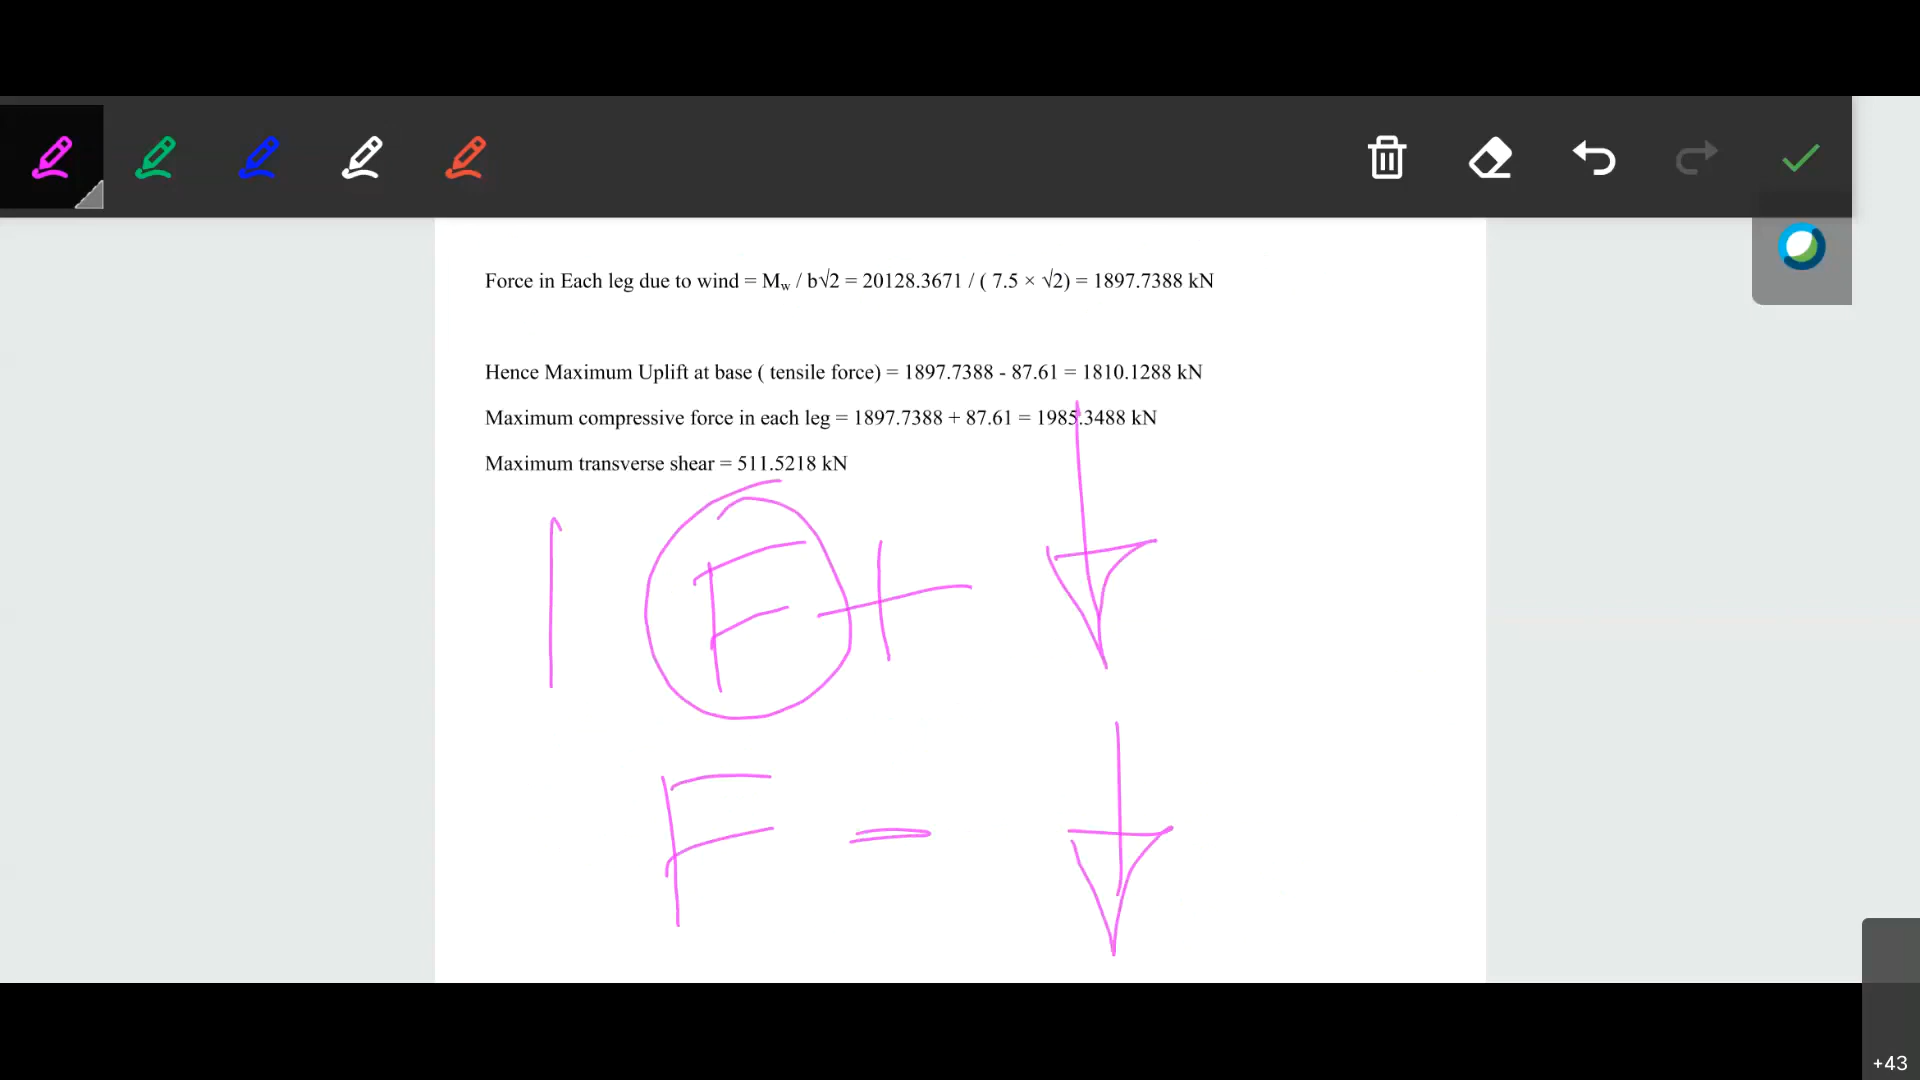 Force in Each leg due to wind = Mw / b√2 = 20128.3671 / ( 7.5 × √2) = 1897.7388 kN
Hence Maximum Uplift at base ( tensile force) = 1897.7388 - 87.61 = 1810.1288 kN
Maximum compressive force in each leg = 1897.7388 + 87.61 = 1985.3488 kN
Maximum transverse shear = 511.5218 kN
F +
F =
+43